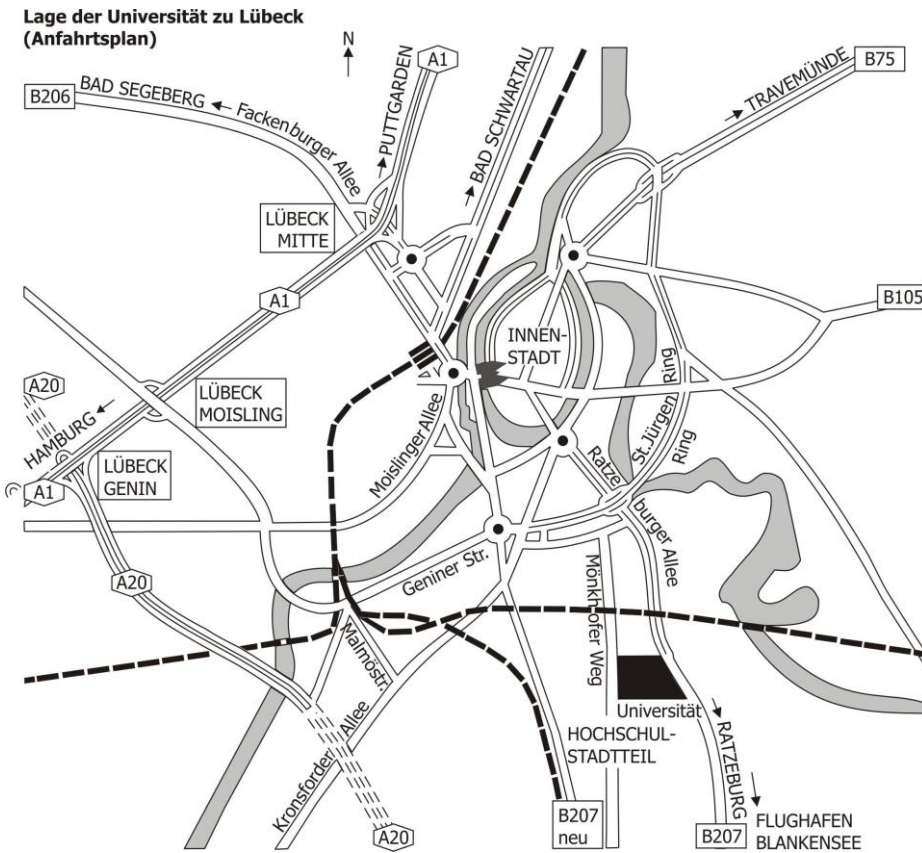 Lage der Universität zu Lübeck
(Anfahrtsplan)
N
A1
B75
B206
BAD SEGEBERG
Fackenburger Allee
PUTTGARDEN
BAD SCHWARTAU
TRAVEMÜNDE
LÜBECK
MITTE
A1
B105
INNEN-
STADT
A20
LÜBECK
MOISLING
HAMBURG
Moislinger Allee
St.Jürgen
Ring
Ring
A1
LÜBECK
GENIN
Ratze
burger Allee
A20
Geniner Str.
Mönkhofer Weg
Malmöstr.
Kronsforder Allee
Universität
HOCHSCHUL-
STADTTEIL
RATZEBURG
A20
B207
neu
B207
FLUGHAFEN
BLANKENSEE